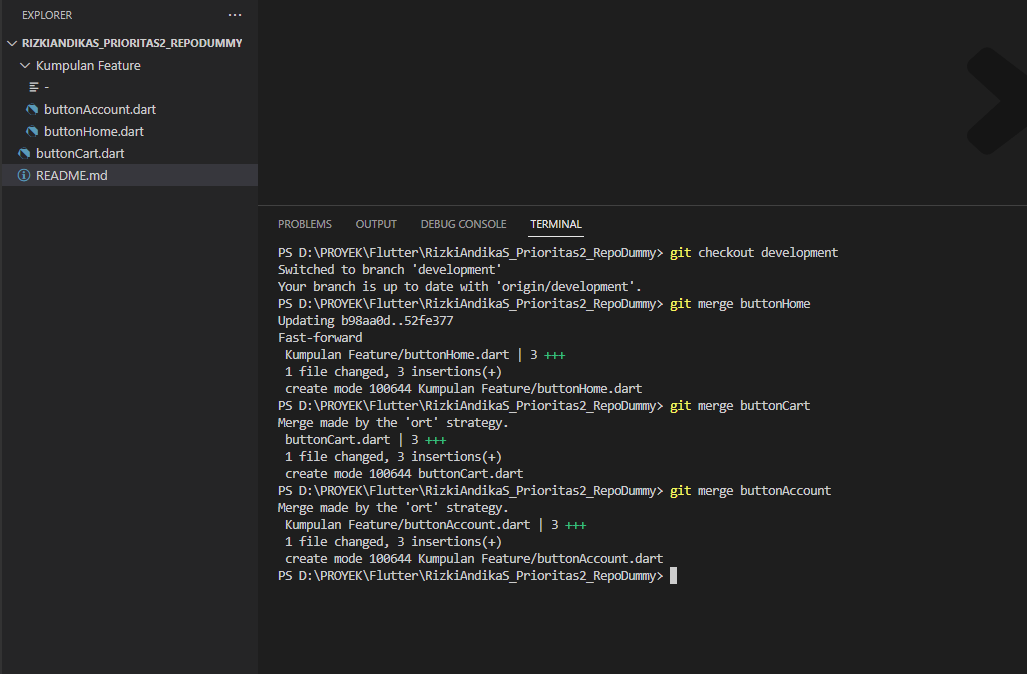 EXPLORER
RIZKIANDIKAS_PRIORITAS2_REPODUMMY
Kumpulan Feature
-
buttonAccount.dart
buttonHome.dart
buttonCart.dart
README.md
PROBLEMS OUTPUT DEBUG CONSOLE TERMINAL
PS D:\PROYEK\Flutter\RizkiAndikaS_Prioritas2_RepoDummy> git checkout development
Switched to branch 'development'
Your branch is up to date with 'origin/development'.
PS D:\PROYEK\Flutter\RizkiAndikaS_Prioritas2_RepoDummy> git merge buttonHome
Updating b98aa0d..52fe377
Fast-forward
 Kumpulan Feature/buttonHome.dart | 3 +++
 1 file changed, 3 insertions(+)
 create mode 100644 Kumpulan Feature/buttonHome.dart
PS D:\PROYEK\Flutter\RizkiAndikaS_Prioritas2_RepoDummy> git merge buttonCart
Merge made by the 'ort' strategy.
 buttonCart.dart | 3 +++
 1 file changed, 3 insertions(+)
 create mode 100644 buttonCart.dart
PS D:\PROYEK\Flutter\RizkiAndikaS_Prioritas2_RepoDummy> git merge buttonAccount
Merge made by the 'ort' strategy.
 Kumpulan Feature/buttonAccount.dart | 3 +++
 1 file changed, 3 insertions(+)
 create mode 100644 Kumpulan Feature/buttonAccount.dart
PS D:\PROYEK\Flutter\RizkiAndikaS_Prioritas2_RepoDummy>